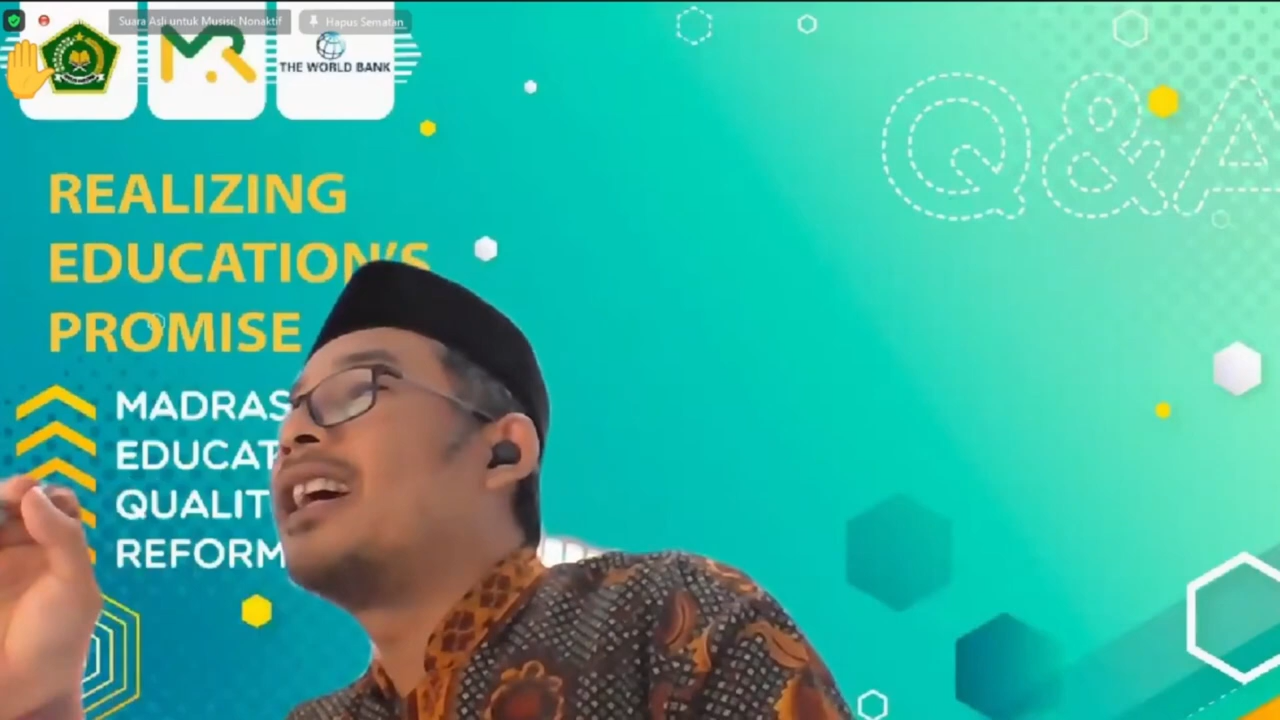 Suara Asli untuk Musisi: Nonaktif
Hapus Sematan
THE WORLD BANK
Q&A
REALIZING
EDUCATION'S
PROMISE
MADRAS
EDUCAT
QUALIT
REFORM